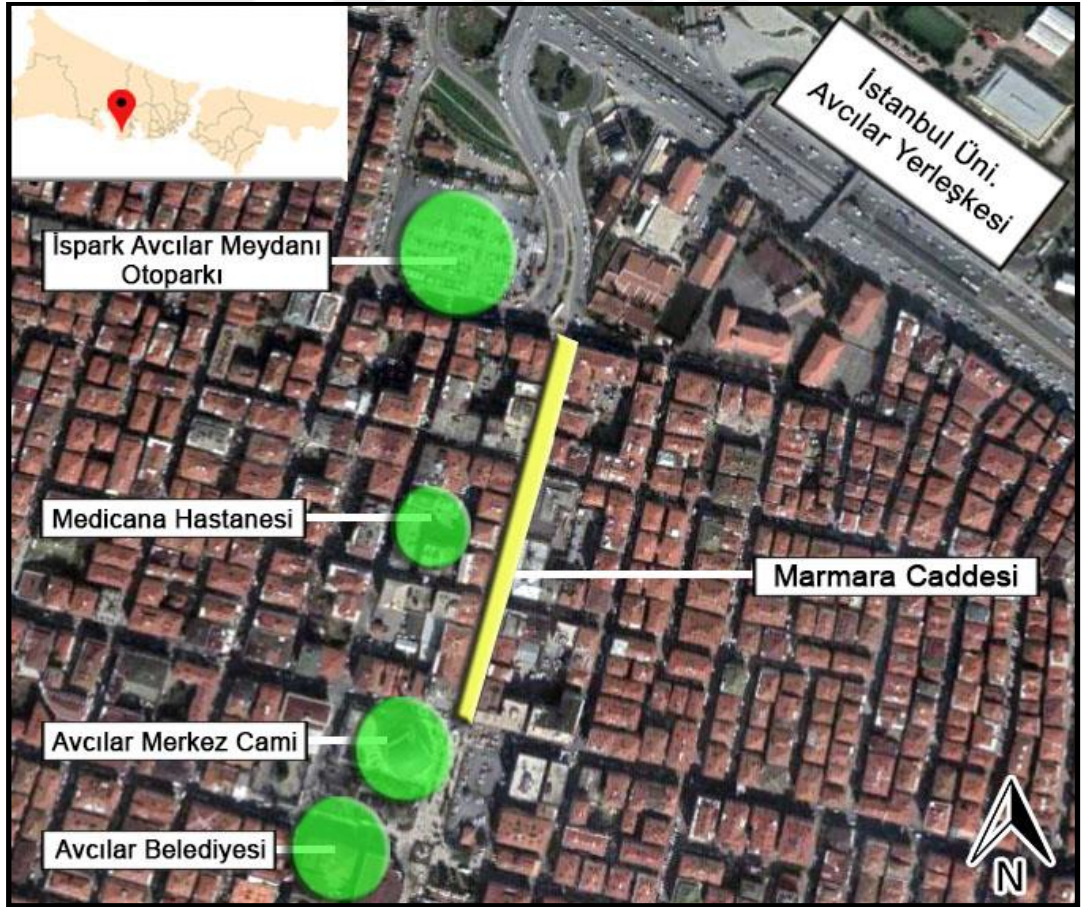 İstanbul Üni.
Avcılar Yerleşkesi
İspark Avcılar Meydanı
Otoparkı
Medicana Hastanesi
Marmara Caddesi
Avcılar Merkez Cami
Avcılar Belediyesi
N